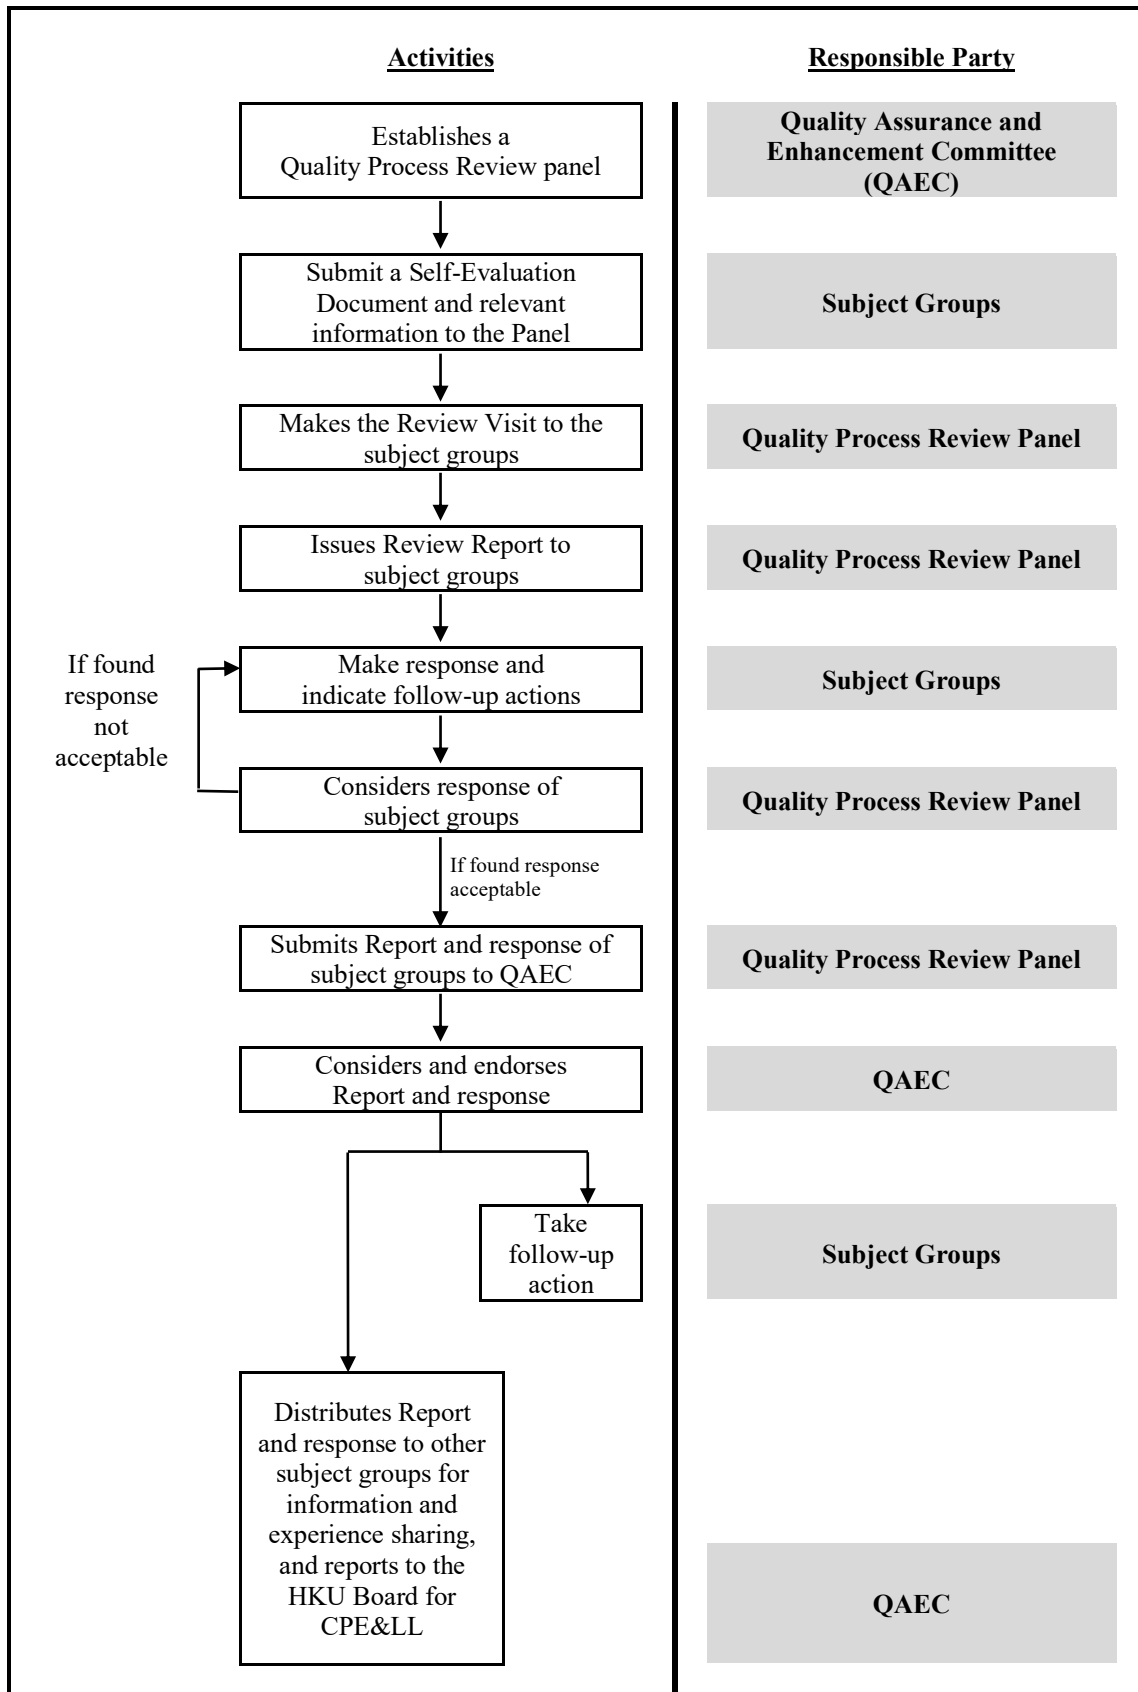 Activities
Responsible Party
Establishes a
Quality Process Review panel
Quality Assurance and
Enhancement Committee
(QAEC)
Submit a Self-Evaluation
Document and relevant
information to the Panel
Subject Groups
Makes the Review Visit to the
subject groups
Quality Process Review Panel
Issues Review Report to
subject groups
Quality Process Review Panel
If found
response
not
acceptable
Make response and
indicate follow-up actions
Subject Groups
Considers response of
subject groups
Quality Process Review Panel
If found response
acceptable
Submits Report and response of
subject groups to QAEC
Quality Process Review Panel
Considers and endorses
Report and response
QAEC
Take
follow-up
action
Subject Groups
Distributes Report
and response to other
subject groups for
information and
experience sharing,
and reports to the
HKU Board for
CPE&LL
QAEC